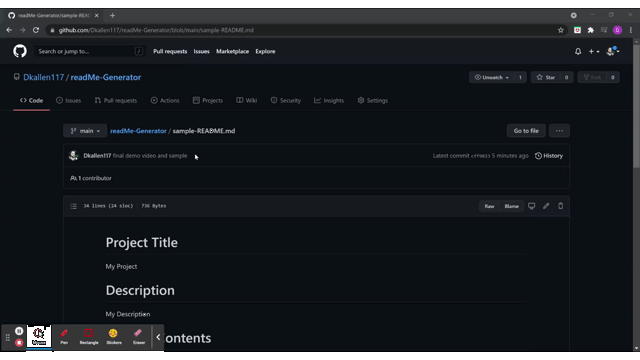 readMe-Generator/sample-README.md
github.com/Dkallen117/readMe-Generator/blob/main/sample-README.md
Search or jump to...
/
Pull requests
Issues
Marketplace
Explore
Dkallen117 / readMe-Generator
Unwatch
1
Star
0
Fork
0
Code
Issues
Pull requests
Actions
Projects
Wiki
Security
Insights
Settings
main
readMe-Generator / sample-README.md
Go to file
...
Dkallen117 final demo video and sample
5 minutes ago
Latest commit
History
1 contributor
34 lines (24 sloc) 736 Bytes
Raw
Blame
Project Title
My Project
Description
My Description
ontents
Pen
Rectangle
Stickers
Eraser